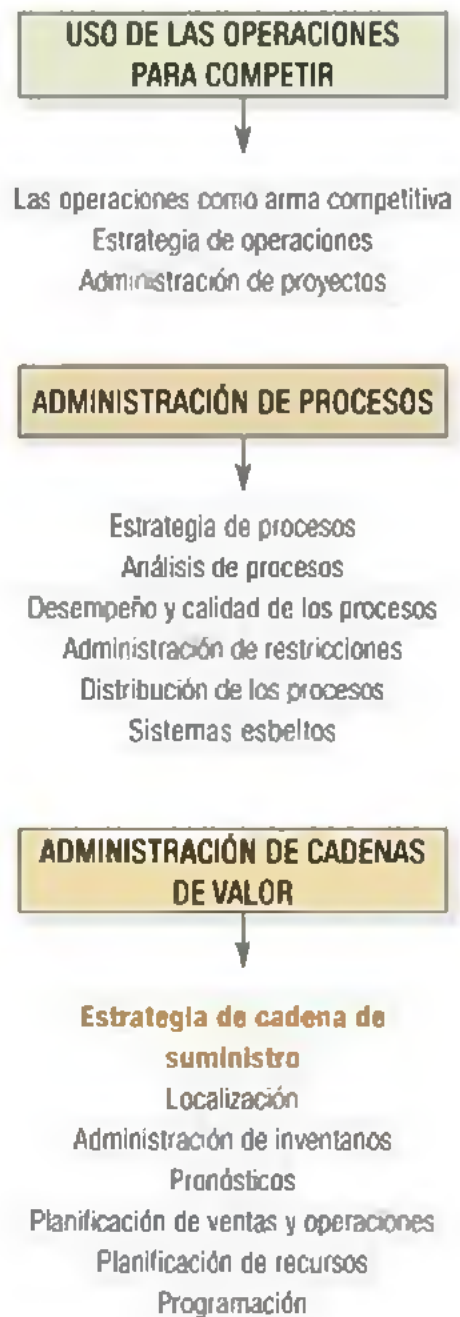 USO DE LAS OPERACIONES
PARA COMPETIR
Las operaciones como arma competitiva
Estrategia de operaciones
Administración de proyectos
ADMINISTRACIÓN DE PROCESOS
Estrategia de procesos
Análisis de procesos
Desempeño y calidad de los procesos
Administración de restricciones
Distribución de los procesos
Sistemas esbeltos
ADMINISTRACIÓN DE CADENAS
DE VALOR
Estrategia de cadena de
suministro
Localización
Administración de inventarios
Pronósticos
Planificación de ventas y operaciones
Planificación de recursos
Programación